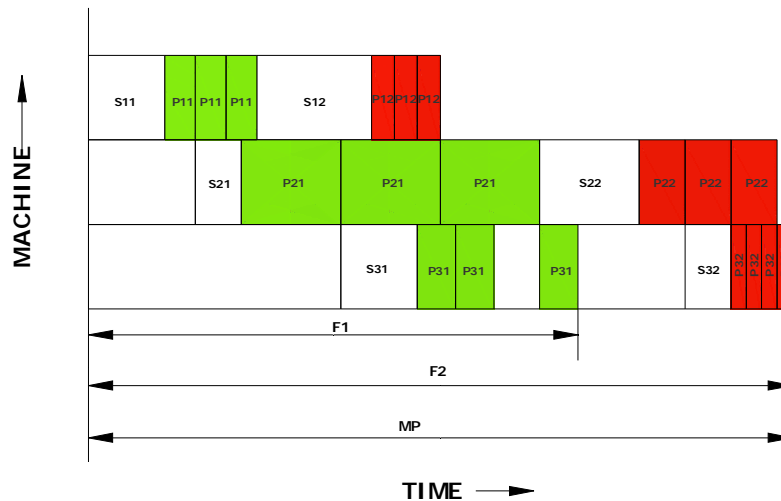 S11 P11 P11 P11 S12 P12 P12 P12
S21 P21 P21 P21 S22 P22 P22 P22
S31 P31 P31 P31 S32 P32 P32 P32
F1
F2
MP
MACHINE
TIME